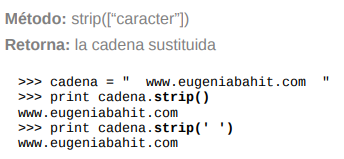 Método: strip([“caracter”])
Retorna: la cadena sustituida
>>> cadena = "  www.eugeniabahit.com  "
>>> print cadena.strip()
www.eugeniabahit.com
>>> print cadena.strip(' ')
www.eugeniabahit.com